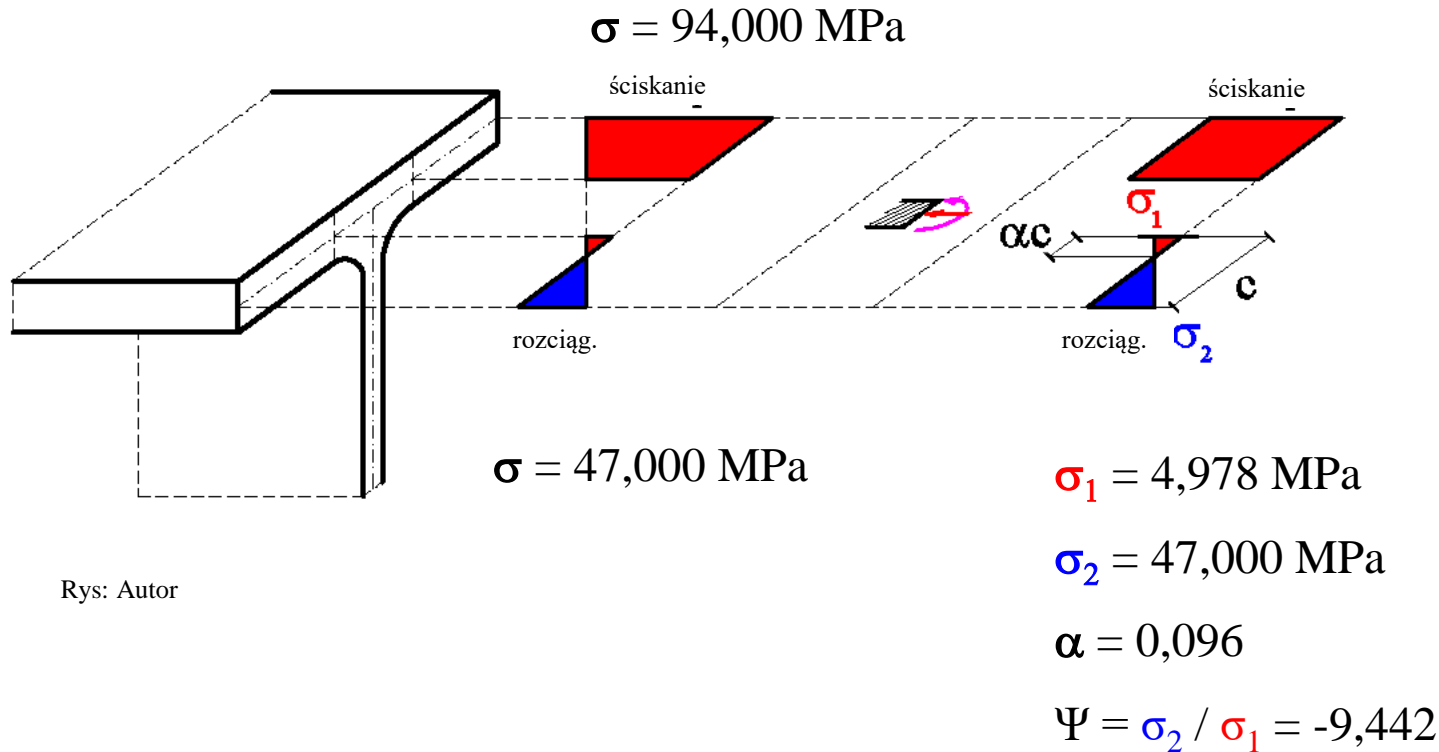 σ = 94,000 MPa
ściskanie
-
ściskanie
-
σ₁
αc
c
rozciąg.
rozciąg.
σ₂
σ = 47,000 MPa
σ₁ = 4,978 MPa
σ₂ = 47,000 MPa
Rys: Autor
α = 0,096
Ψ = σ₂ / σ₁ = -9,442